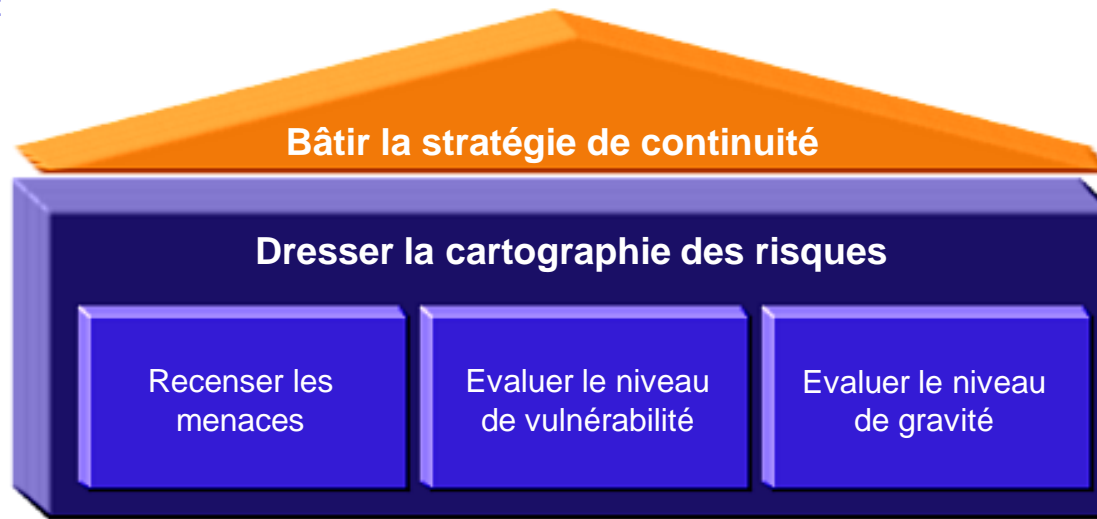 Bâtir la stratégie de continuité
Dresser la cartographie des risques
Recenser les
menaces
Evaluer le niveau
de vulnérabilité
Evaluer le niveau
de gravité